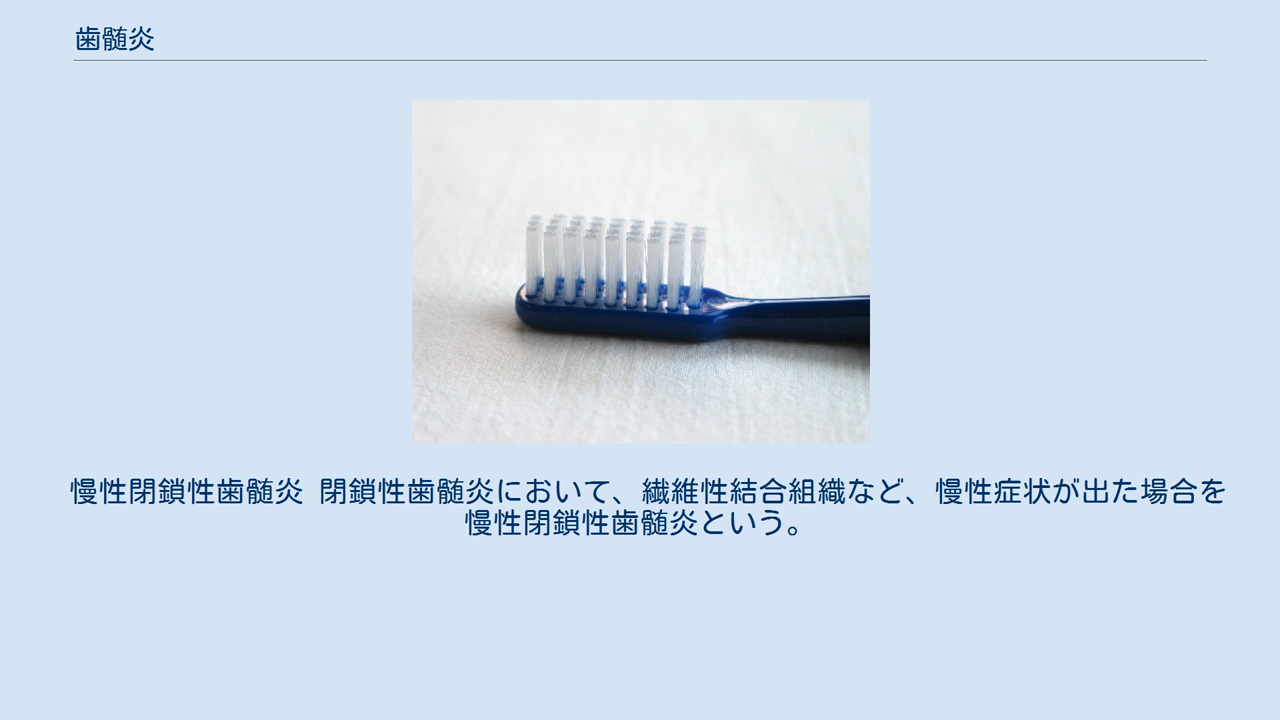 歯髄炎
慢性閉鎖性歯髄炎 閉鎖性歯髄炎において、繊維性結合組織など、慢性症状が出た場合を
慢性閉鎖性歯髄炎という。